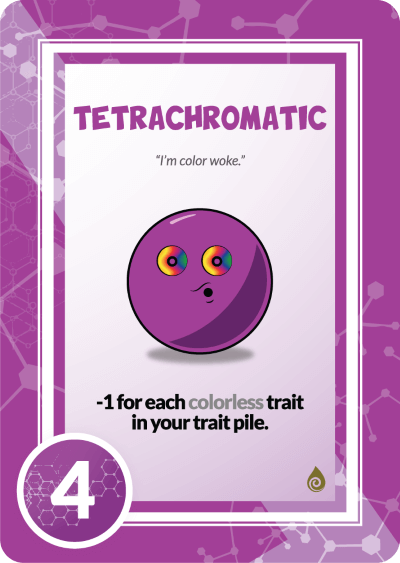 TETRACHROMATIC
“I’m color woke.”
-1 for each colorless trait
in your trait pile.
4